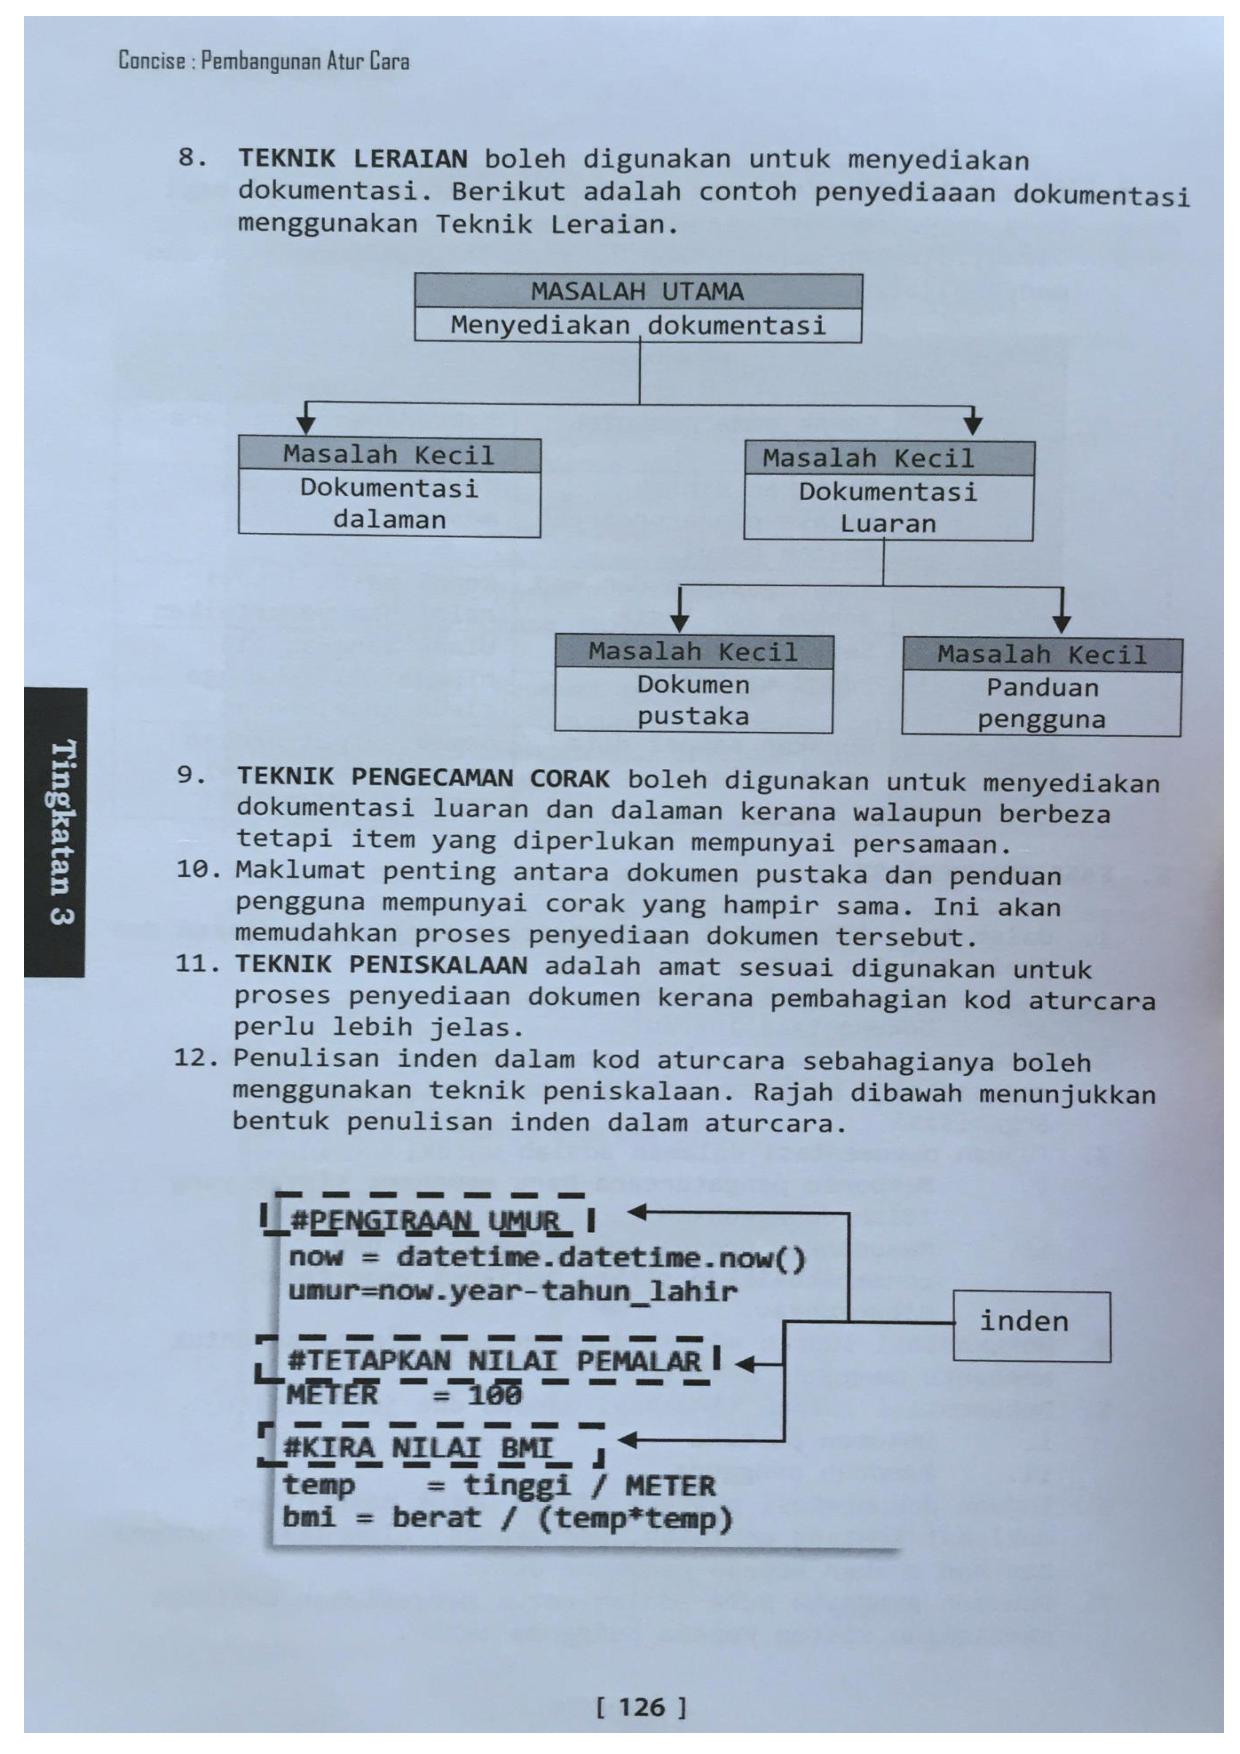 Concise : Pembangunan Atur Cara
8. TEKNIK LERAIAN boleh digunakan untuk menyediakan
dokumentasi. Berikut adalah contoh penyediaaan dokumentasi
menggunakan Teknik Leraian.
MASALAH UTAMA
Menyediakan dokumentasi
Masalah Kecil
Dokumentasi
dalaman
Masalah Kecil
Dokumentasi
Luaran
Masalah Kecil
Dokumen
pustaka
Masalah Kecil
Panduan
pengguna
Tingkatan 3
9. TEKNIK PENGECAMAN CORAK boleh digunakan untuk menyediakan
dokumentasi luaran dan dalaman kerana walaupun berbeza
tetapi item yang diperlukan mempunyai persamaan.
10. Maklumat penting antara dokumen pustaka dan penduan
pengguna mempunyai corak yang hampir sama. Ini akan
memudahkan proses penyediaan dokumen tersebut.
11. TEKNIK PENISKALAAN adalah amat sesuai digunakan untuk
proses penyediaan dokumen kerana pembahagian kod aturcara
perlu lebih jelas.
12. Penulisan inden dalam kod aturcara sebahagianya boleh
menggunakan teknik peniskalaan. Rajah dibawah menunjukkan
bentuk penulisan inden dalam aturcara.
#PENGIRAAN UMUR
now = datetime.datetime.now()
umur=now.year-tahun_lahir
inden
#TETAPKAN NILAI PEMALAR
METER = 100
#KIRA NILAI BMI
temp = tinggi / METER
bmi = berat / (temp*temp)
[ 126 ]